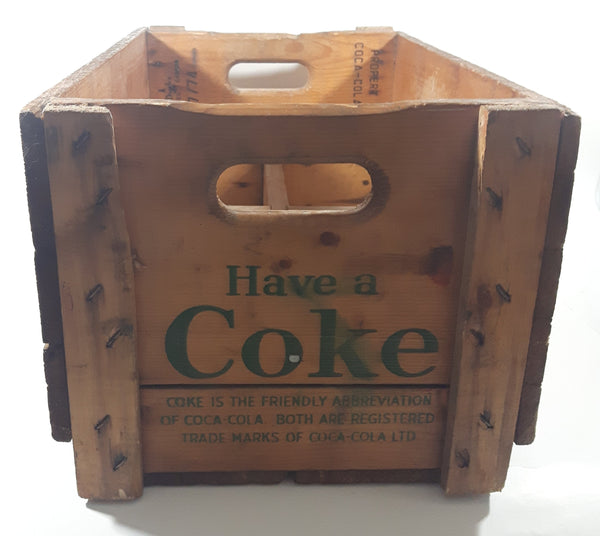 PROPER
COCA-COLA
Have a
Coke
COKE IS THE FRIENDLY ABBREVIATION
OF COCA-COLA. BOTH ARE REGISTERED
TRADE MARKS OF COCA-COLA LTD